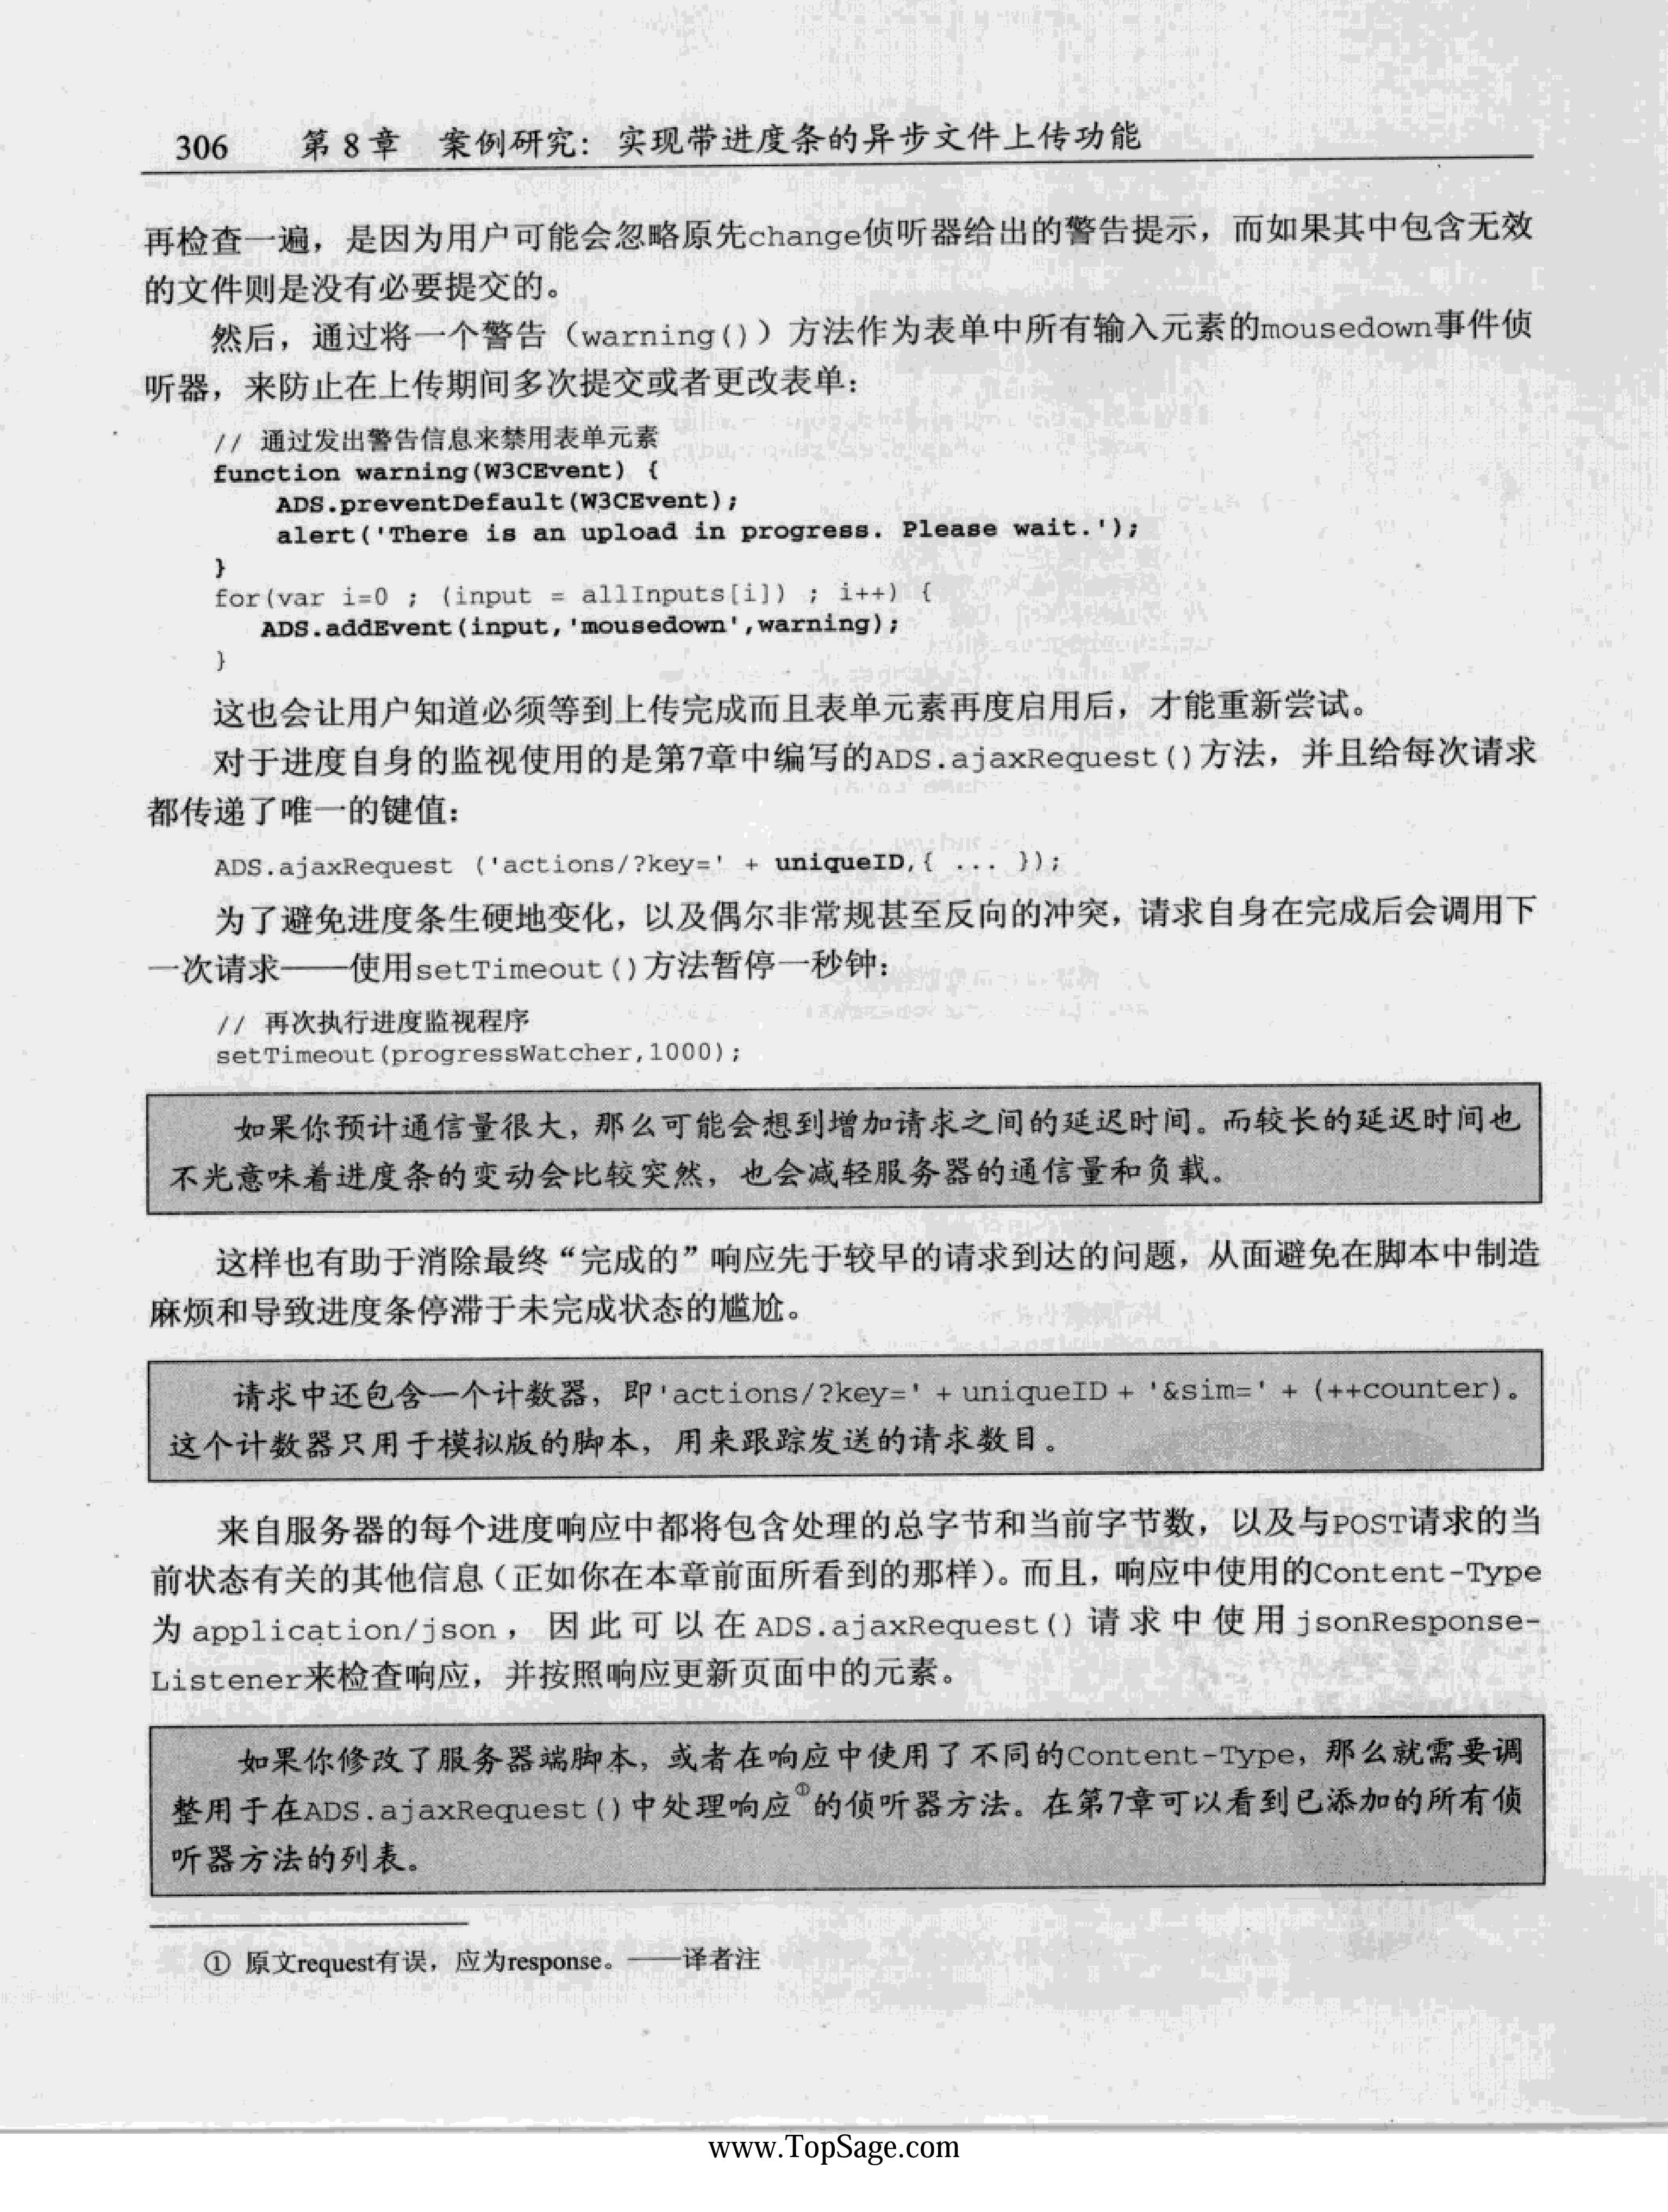 306 第 8 章 案例研究：实现带进度条的异步文件上传功能
再检查一遍，是因为用户可能会忽略原先change侦听器给出的警告提示，而如果其中包含无效
的文件则是没有必要提交的。
然后，通过将一个警告（warning()）方法作为表单中所有输入元素的mousedown事件侦
听器，来防止在上传期间多次提交或者更改表单：
// 通过发出警告信息来禁用表单元素
function warning(W3CEvent) {
    ADS.preventDefault(W3CEvent);
    alert('There is an upload in progress. Please wait.');
}
for(var i=0 ; (input = allInputs[i]) ; i++) {
   ADS.addEvent(input,'mousedown',warning);
}
这也会让用户知道必须等到上传完成而且表单元素再度启用后，才能重新尝试。
对于进度自身的监视使用的是第7章中编写的ADS.ajaxRequest()方法，并且给每次请求
都传递了唯一的键值：
ADS.ajaxRequest ('actions/?key=' + uniqueID,{ ... });
为了避免进度条生硬地变化，以及偶尔非常规甚至反向的冲突，请求自身在完成后会调用下
一次请求——使用setTimeout()方法暂停一秒钟：
// 再次执行进度监视程序
setTimeout(progressWatcher,1000);
如果你预计通信量很大，那么可能会想到增加请求之间的延迟时间。而较长的延迟时间也
不光意味着进度条的变动会比较突然，也会减轻服务器的通信量和负载。
这样也有助于消除最终“完成的”响应先于较早的请求到达的问题，从面避免在脚本中制造
麻烦和导致进度条停滞于未完成状态的尴尬。
请求中还包含一个计数器，即'actions/?key=' + uniqueID + '&sim=' + (++counter)。
这个计数器只用于模拟版的脚本，用来跟踪发送的请求数目。
来自服务器的每个进度响应中都将包含处理的总字节和当前字节数，以及与POST请求的当
前状态有关的其他信息（正如你在本章前面所看到的那样）。而且，响应中使用的Content-Type
为application/json，因此可以在ADS.ajaxRequest()请求中使用jsonResponse-
Listener来检查响应，并按照响应更新页面中的元素。
如果你修改了服务器端脚本，或者在响应中使用了不同的Content-Type，那么就需要调
整用于在ADS.ajaxRequest()中处理响应①的侦听器方法。在第7章可以看到已添加的所有侦
听器方法的列表。
① 原文request有误，应为response。——译者注
www.TopSage.com